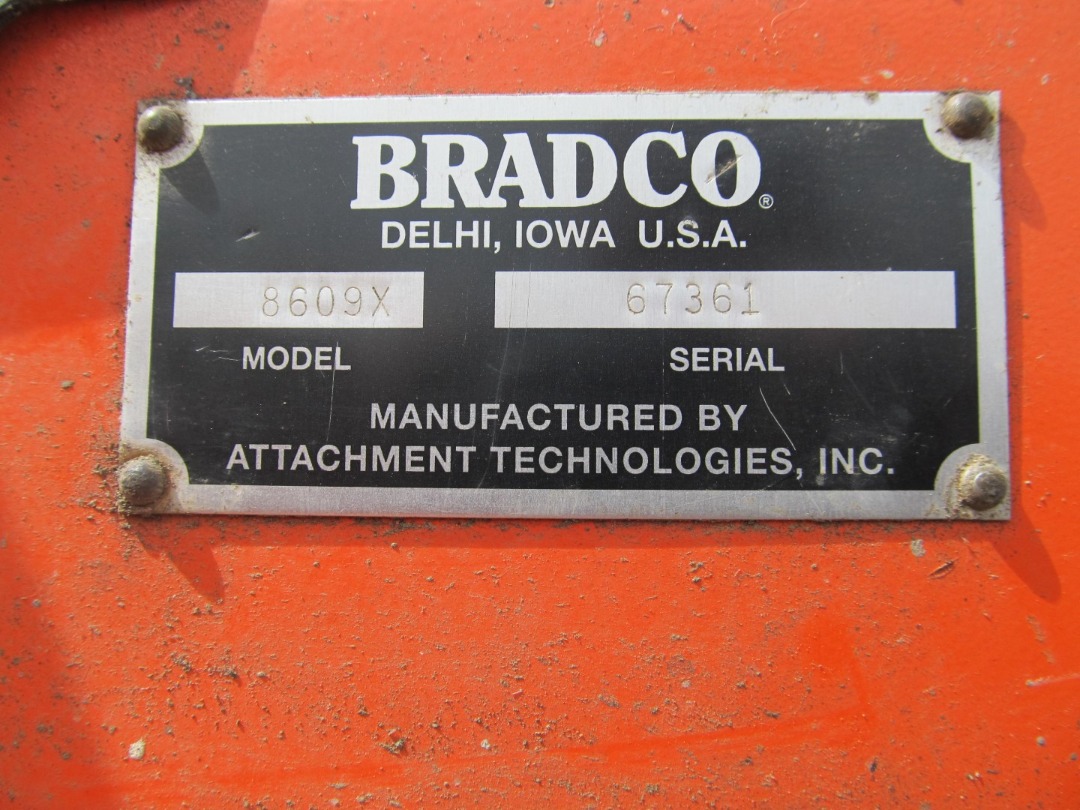 BRADCO®
DELHI, IOWA U.S.A.
8609X 67361
MODEL SERIAL
MANUFACTURED BY
ATTACHMENT TECHNOLOGIES, INC.